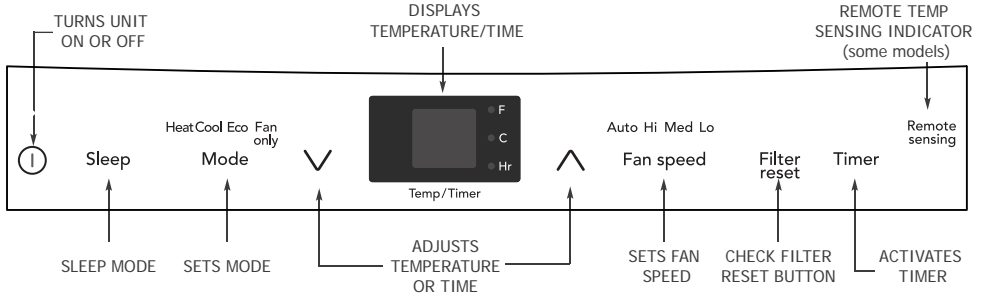 TURNS UNIT
ON OR OFF
DISPLAYS
TEMPERATURE/TIME
REMOTE TEMP
SENSING INDICATOR
(some models)
Sleep
Heat Cool Eco Fan
only
Mode
F
C
Hr
Temp/Timer
Auto Hi Med Lo
Fan speed
Filter
reset
Timer
Remote
sensing
SLEEP MODE
SETS MODE
ADJUSTS
TEMPERATURE
OR TIME
SETS FAN
SPEED
CHECK FILTER
RESET BUTTON
ACTIVATES
TIMER